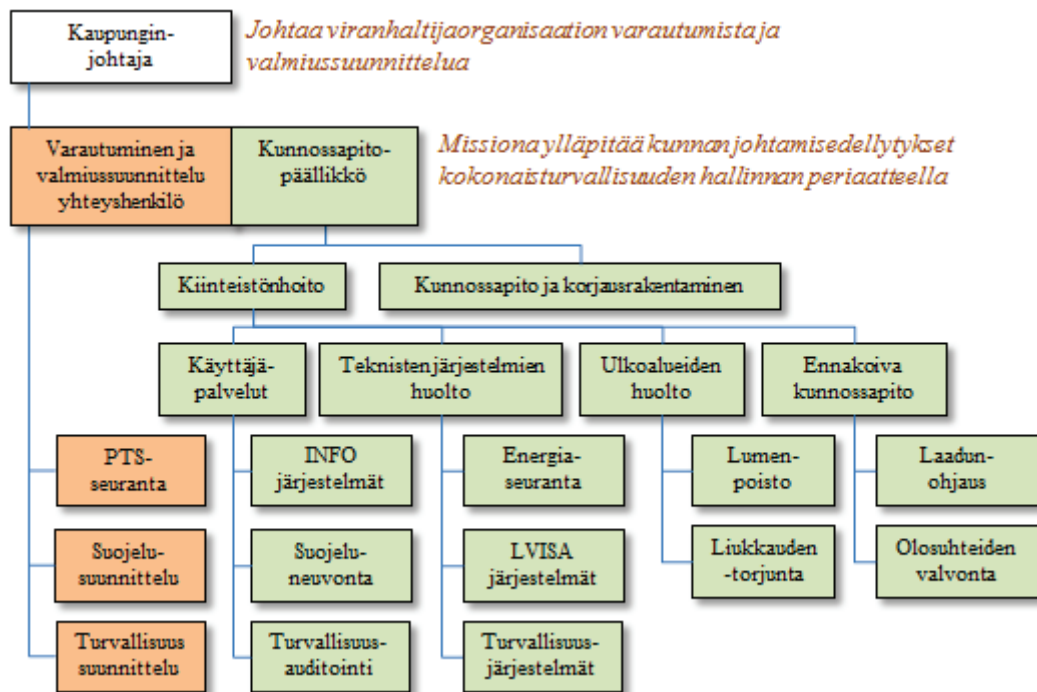 Kaupungin-
johtaja
Johtaa viranhaltijaorganisaation varautumista ja
valmiussuunnittelua
Varautuminen ja
valmiussuunnittelu
yhteyshenkilö
Kunnossapito-
päällikkö
Missiona ylläpitää kunnan johtamisedellytykset
kokonaisturvallisuuden hallinnan periaatteella
Kiinteistönhoito
Kunnossapito ja korjausrakentaminen
Käyttäjä-
palvelut
Teknisten järjestelmien
huolto
Ulkoalueiden
huolto
Ennakoiva
kunnossapito
PTS-
seuranta
INFO
järjestelmät
Energia-
seuranta
Lumen-
poisto
Laadun-
ohjaus
Suojelu-
suunnittelu
Suojelu-
neuvonta
LVISA
järjestelmät
Liukkauden
-torjunta
Olosuhteiden
valvonta
Turvallisuus
suunnittelu
Turvallisuus-
auditointi
Turvallisuus-
järjestelmät